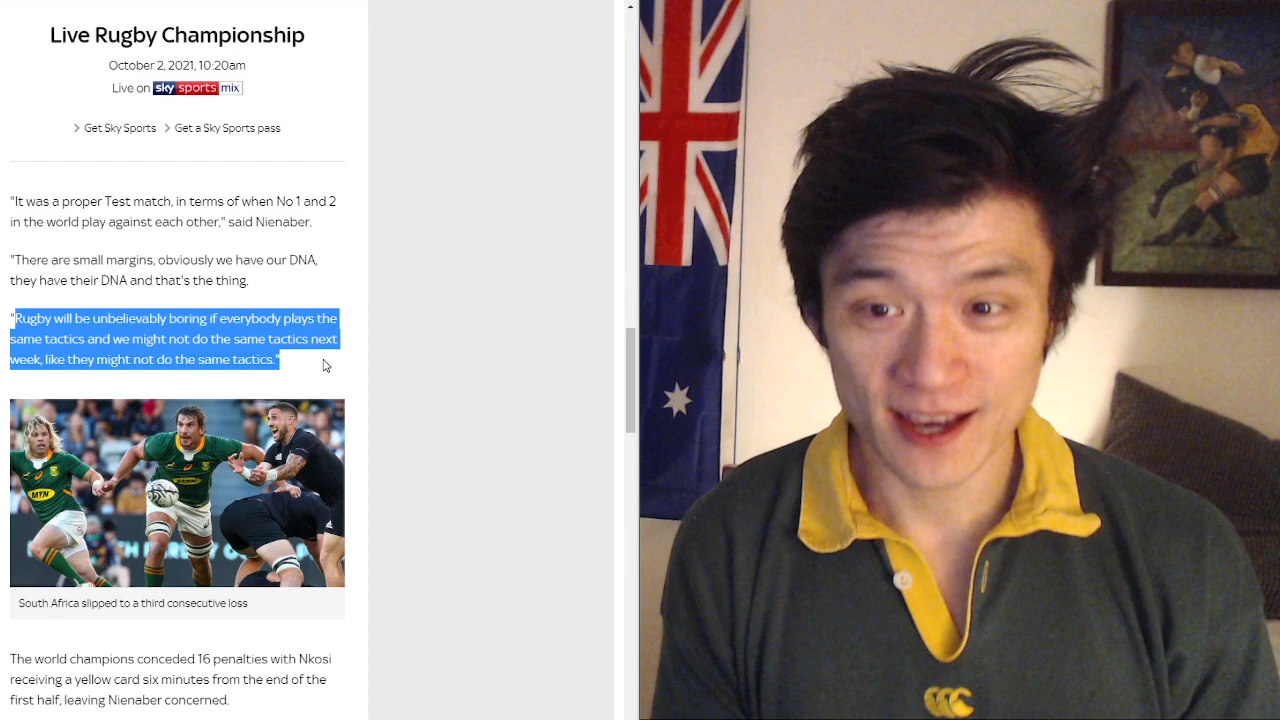 Live Rugby Championship
October 2, 2021, 10:20am
Live on sky sports mix
Get Sky Sports Get a Sky Sports pass
"It was a proper Test match, in terms of when No 1 and 2
in the world play against each other," said Nienaber.
"There are small margins, obviously we have our DNA,
they have their DNA and that's the thing.
"Rugby will be unbelievably boring if everybody plays the
same tactics and we might not do the same tactics next
week, like they might not do the same tactics."
MTN
MTN
South Africa slipped to a third consecutive loss
The world champions conceded 16 penalties with Nkosi
receiving a yellow card six minutes from the end of the
first half, leaving Nienaber concerned.